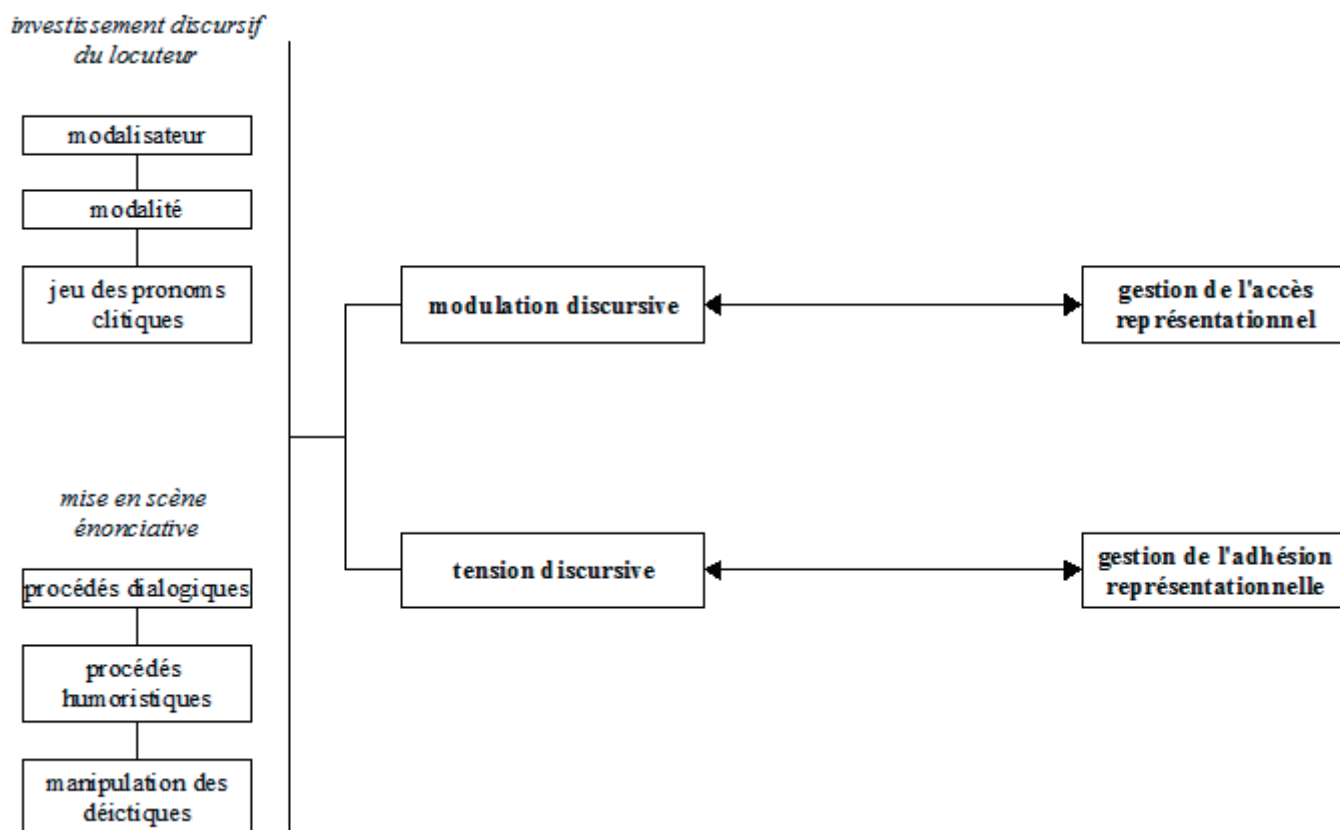 investissement discursif
du locuteur
modalisateur
modalité
jeu des pronoms
clitiques
modulation discursive
gestion de l'accès
représentationnel
mise en scène
énonciative
procédés dialogiques
procédés
humoristiques
manipulation des
déictiques
tension discursive
gestion de l'adhésion
représentationnelle